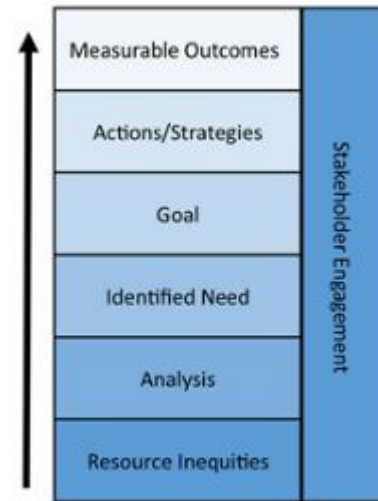 Measurable Outcomes
Actions/Strategies
Goal
Identified Need
Analysis
Resource Inequities
Stakeholder Engagement